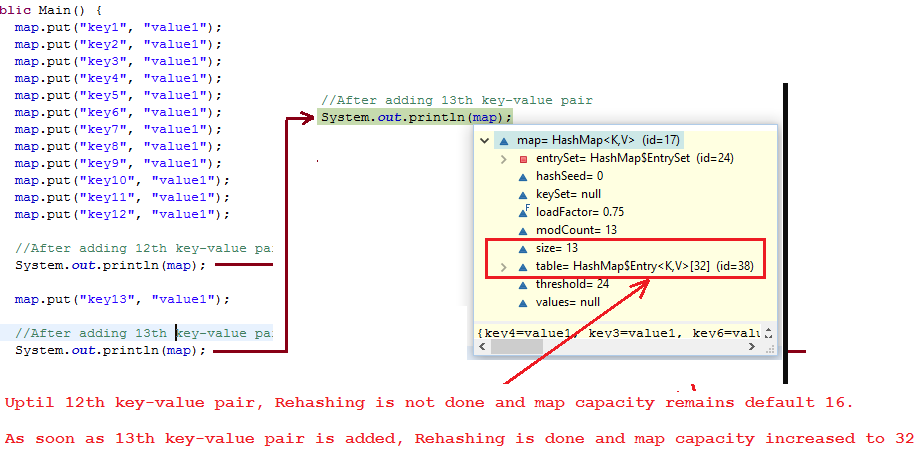 blic Main() {
map.put("key1", "value1");
map.put("key2", "value1");
map.put("key3", "value1");
map.put("key4", "value1");
map.put("key5", "value1");
map.put("key6", "value1");
map.put("key7", "value1");
map.put("key8", "value1");
map.put("key9", "value1");
map.put("key10", "value1");
map.put("key11", "value1");
map.put("key12", "value1");
//After adding 12th key-value pai
System.out.println(map);
map.put("key13", "value1");
//After adding 13th key-value pa
System.out.println(map);
//After adding 13th key-value pair
System.out.println(map);
map= HashMap<K,V> (id=17)
entrySet= HashMap$EntrySet (id=24)
hashSeed= 0
keySet= null
F
loadFactor= 0.75
modCount= 13
size= 13
table= HashMap$Entry<K,V>[32] (id=38)
threshold= 24
values= null
{key4=value1, key3=value1, key6=valu
Uptil 12th key-value pair, Rehashing is not done and map capacity remains default 16.
As soon as 13th key-value pair is added, Rehashing is done and map capacity increased to 32